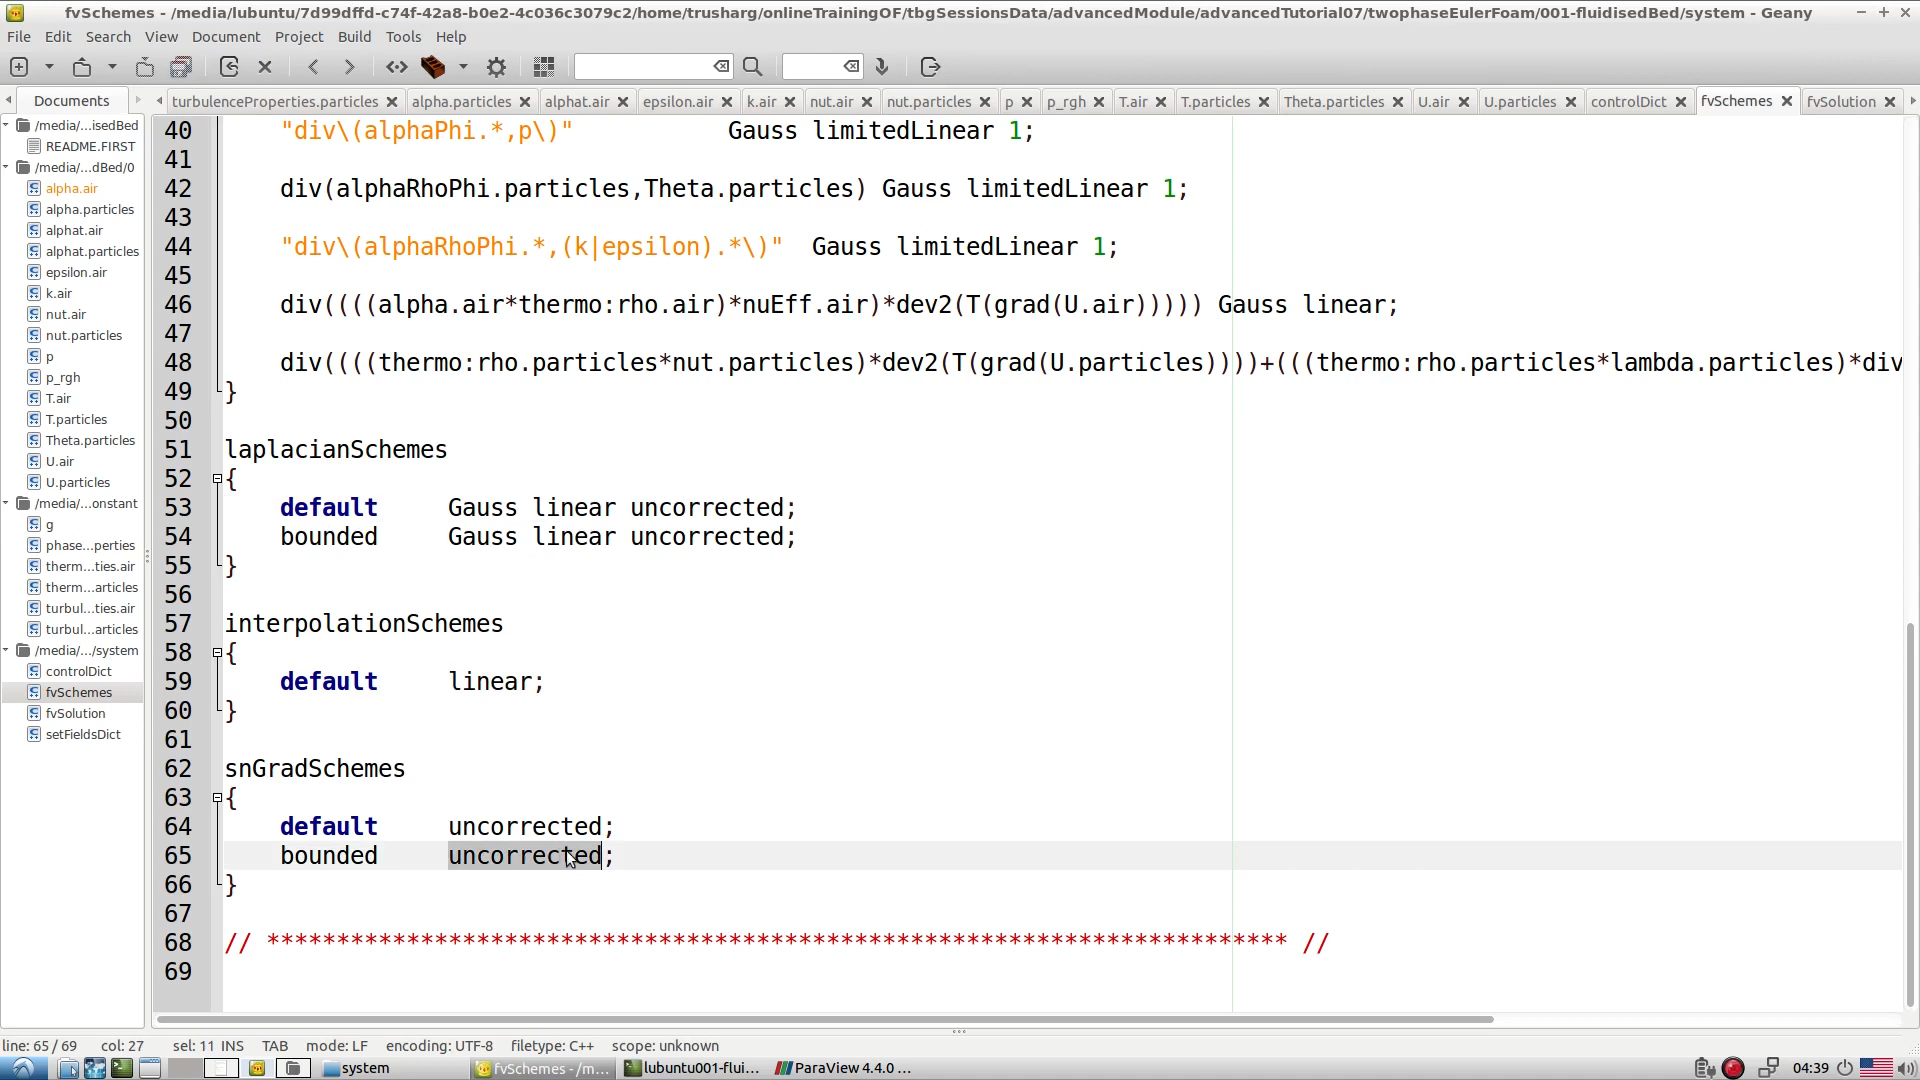 fvSchemes - /media/lubuntu/7d99dffd-c74f-42a8-b0e2-4c036c3079c2/home/trusharg/onlineTrainingOF/tbgSessionsData/advancedModule/advancedTutorial07/twophaseEulerFoam/001-fluidisedBed/system - Geany
File Edit Search View Document Project Build Tools Help
Documents turbulenceProperties.particles alpha.particles alphat.air epsilon.air k.air nut.air nut.particles p p_rgh T.air T.particles Theta.particles U.air U.particles controlDict fvSchemes fvSolution
/media/...isedBed
README.FIRST
/media/...dBed/0
alpha.air
alpha.particles
alphat.air
alphat.particles
epsilon.air
k.air
nut.air
nut.particles
p
p_rgh
T.air
T.particles
Theta.particles
U.air
U.particles
/media/...onstant
g
phase...perties
therm...ties.air
therm...articles
turbul...ties.air
turbul...articles
/media/.../system
controlDict
fvSchemes
fvSolution
setFieldsDict
40 "div\(alphaPhi.*,p\)" Gauss limitedLinear 1;
41
42 div(alphaRhoPhi.particles,Theta.particles) Gauss limitedLinear 1;
43
44 "div\(alphaRhoPhi.*,(k|epsilon).*\)" Gauss limitedLinear 1;
45
46 div((((alpha.air*thermo:rho.air)*nuEff.air)*dev2(T(grad(U.air))))) Gauss linear;
47
48 div((((thermo:rho.particles*nut.particles)*dev2(T(grad(U.particles))))+(((thermo:rho.particles*lambda.particles)*div
49 }
50
51 laplacianSchemes
52 {
53 default Gauss linear uncorrected;
54 bounded Gauss linear uncorrected;
55 }
56
57 interpolationSchemes
58 {
59 default linear;
60 }
61
62 snGradSchemes
63 {
64 default uncorrected;
65 bounded uncorrected;
66 }
67
68 // ************************************************************************* //
69
line: 65 / 69 col: 27 sel: 11 INS TAB mode: LF encoding: UTF-8 filetype: C++ scope: unknown
system fvSchemes - /m... lubuntu001-flui... ParaView 4.4.0 ... 04:39